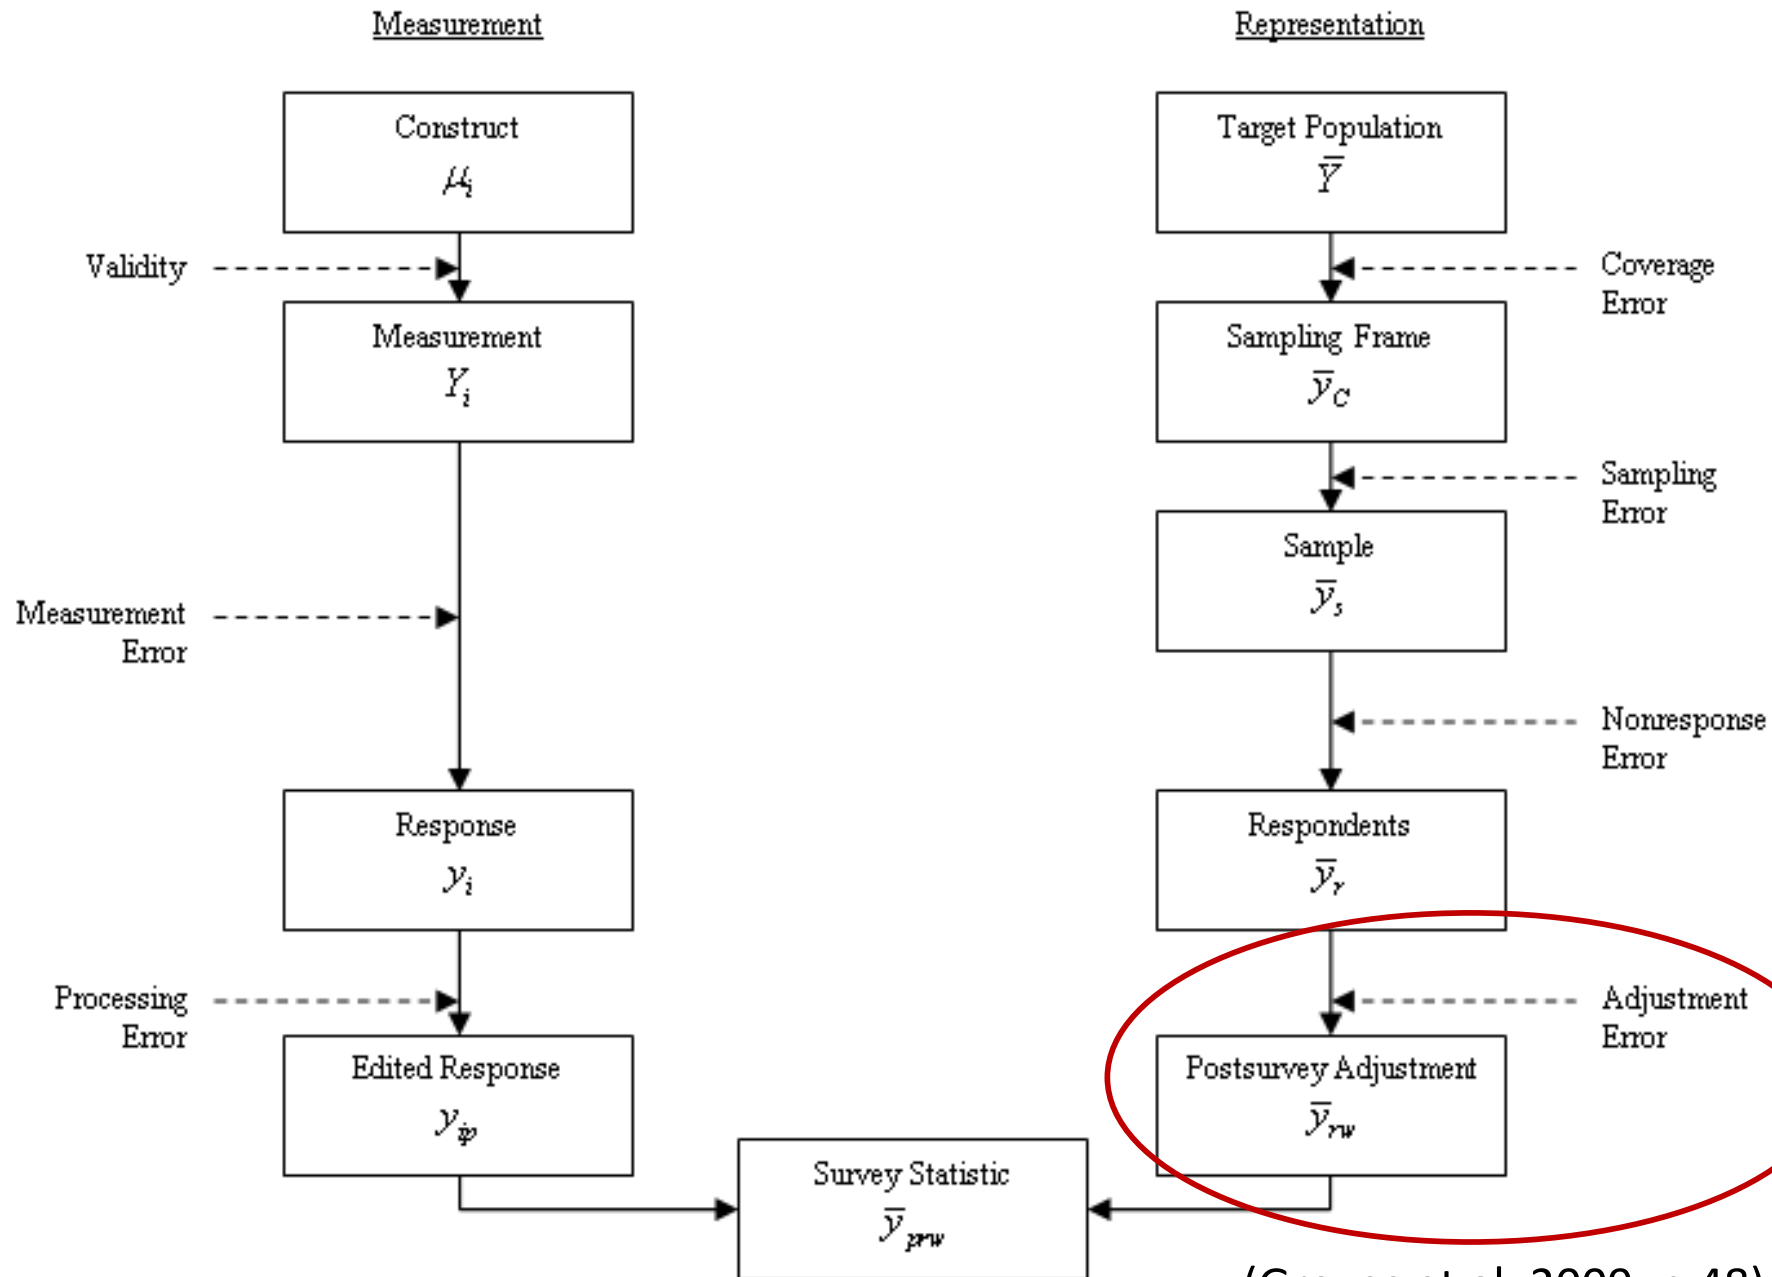 Measurement
Construct
μi
Validity
Measurement
Yi
Measurement
Error
Response
yi
Processing
Error
Edited Response
yip
Representation
Target Population
Ȳ
Coverage
Error
Sampling Frame
ȳC
Sampling
Error
Sample
ȳs
Nonresponse
Error
Respondents
ȳr
Adjustment
Error
Postsurvey Adjustment
ȳrw
Survey Statistic
ȳprw